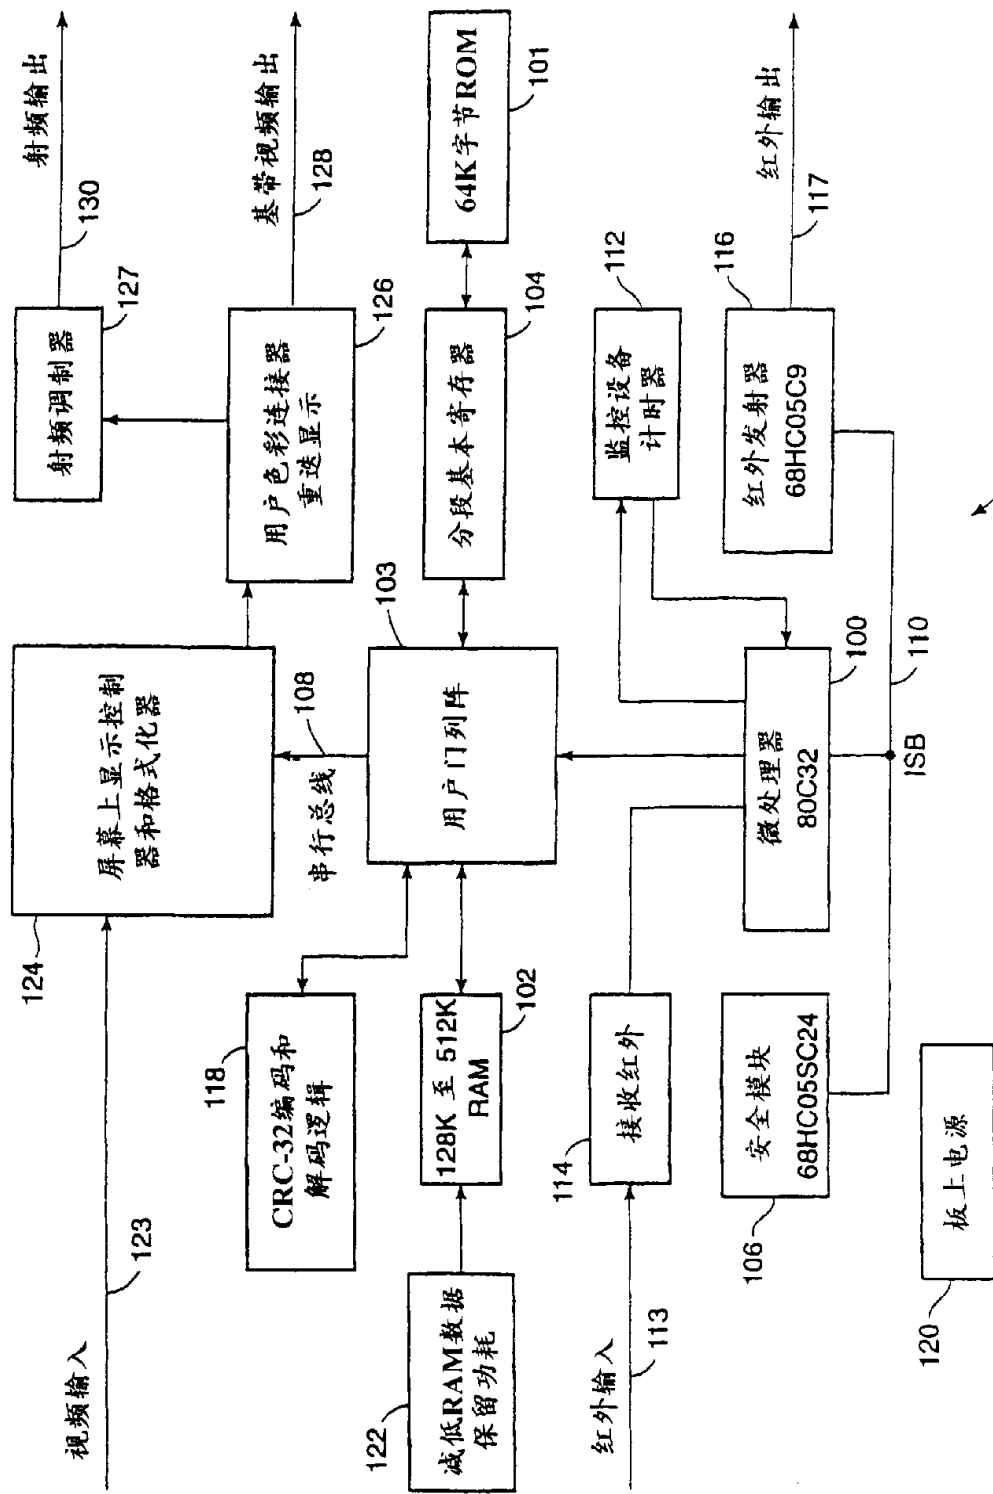 视频输入
123
124
屏幕上显示控制
器和格式化器
射频调制器
127
130
射频输出
118
CRC-32编码和
解码逻辑
串行总线
108
用户色彩连接器
重迭显示
126
128
基带视频输出
122
减低RAM数据
保留功耗
128K 至 512K
RAM
102
用户门列阵
103
分段基本寄存器
104
64K字节ROM
101
红外输入
113
114
接收红外
监控设备
计时器
112
106
安全模块
68HC05SC24
微处理器
80C32
100
红外发射器
68HC05C9
116
117
红外输出
ISB
110
120
板上电源